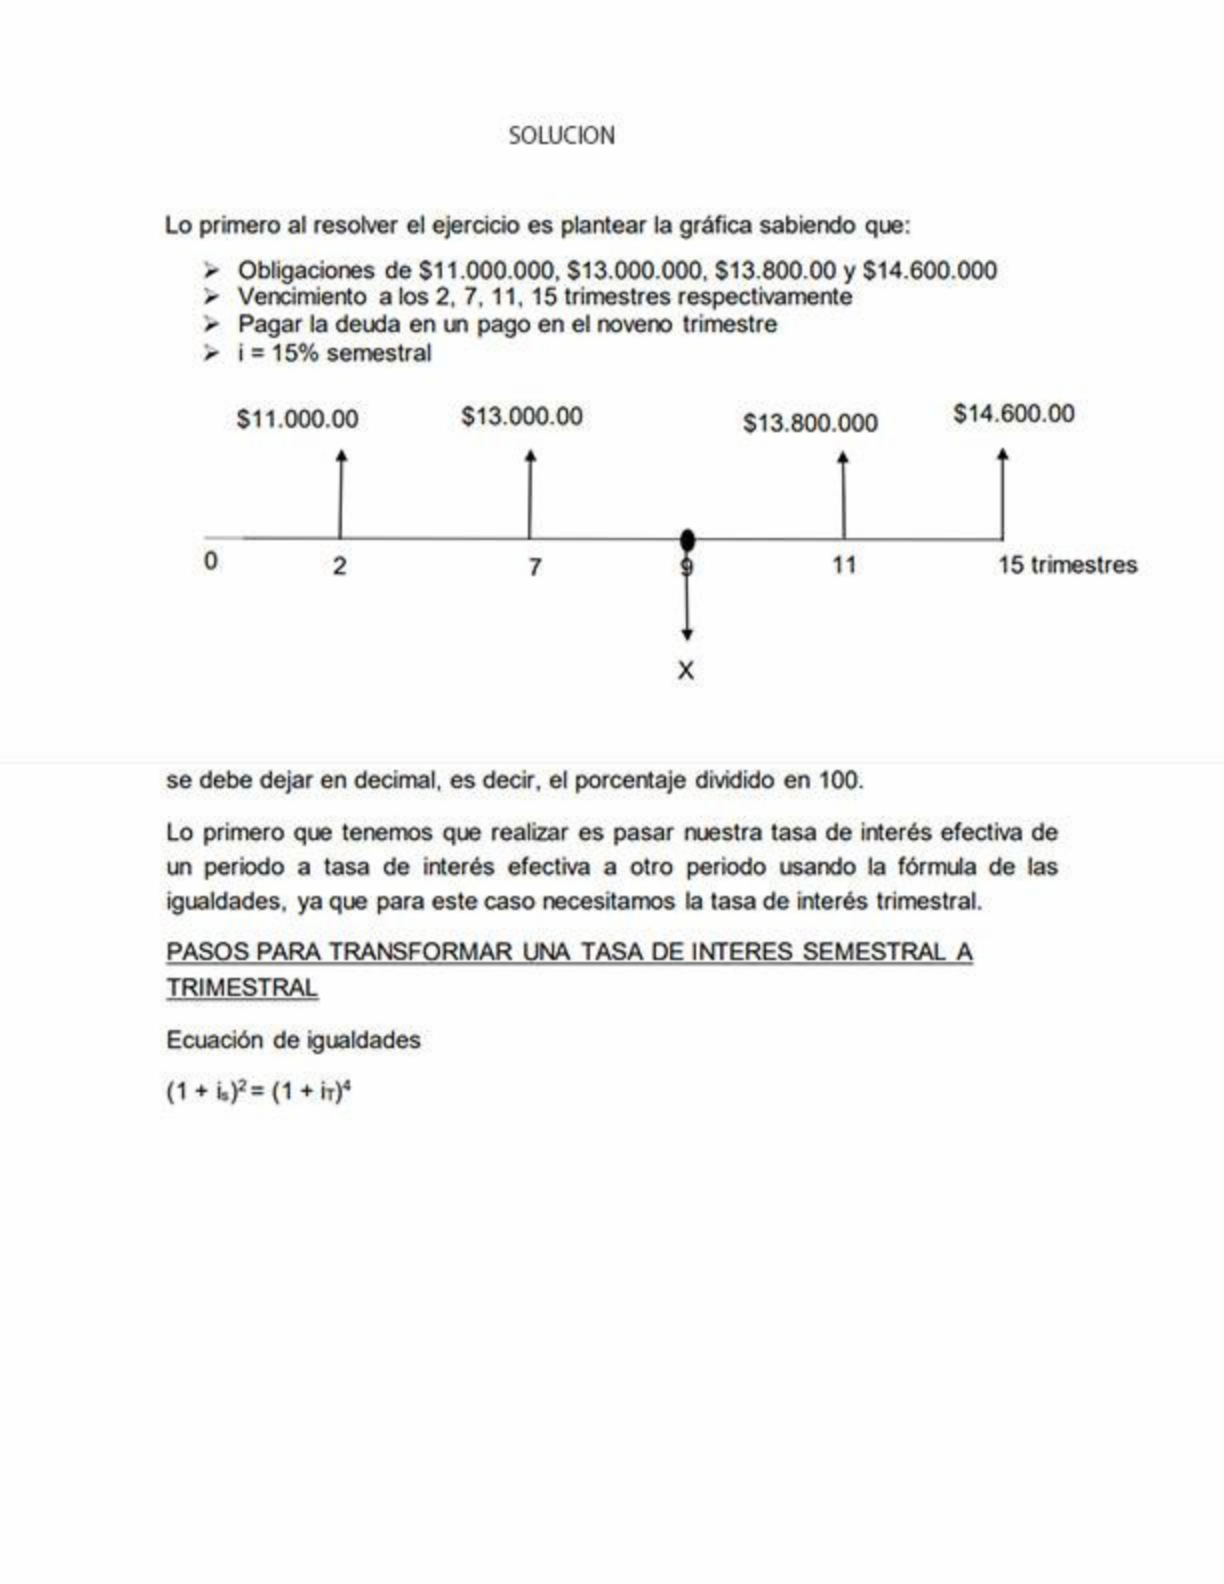 SOLUCION
Lo primero al resolver el ejercicio es plantear la gráfica sabiendo que:
➢ Obligaciones de $11.000.000, $13.000.000, $13.800.00 y $14.600.000
➢ Vencimiento a los 2, 7, 11, 15 trimestres respectivamente
➢ Pagar la deuda en un pago en el noveno trimestre
➢ i = 15% semestral
$11.000.00 $13.000.00 $13.800.000 $14.600.00
0 2 7 9 11 15 trimestres
X
se debe dejar en decimal, es decir, el porcentaje dividido en 100.
Lo primero que tenemos que realizar es pasar nuestra tasa de interés efectiva de
un periodo a tasa de interés efectiva a otro periodo usando la fórmula de las
igualdades, ya que para este caso necesitamos la tasa de interés trimestral.
PASOS PARA TRANSFORMAR UNA TASA DE INTERES SEMESTRAL A
TRIMESTRAL
Ecuación de igualdades
(1 + iₛ)² = (1 + i_T)⁴